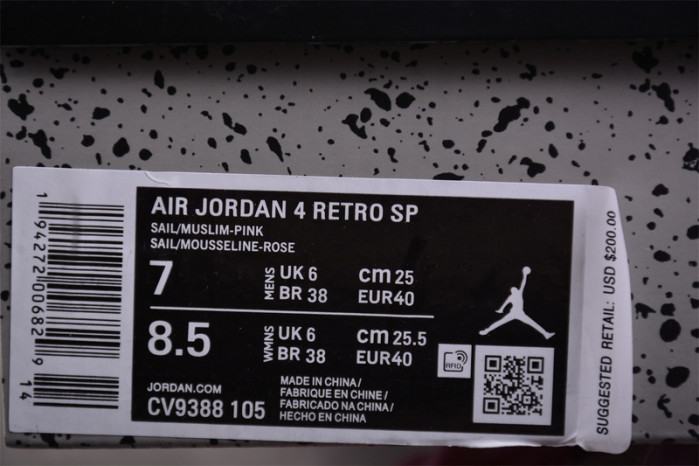 AIR JORDAN 4 RETRO SP
SAIL/MUSLIM-PINK
SAIL/MOUSSELINE-ROSE
7 MENS UK 6 cm 25
BR 38 EUR40
8.5 WMNS UK 6 cm 25.5
BR 38 EUR40
JORDAN.COM
CV9388 105
MADE IN CHINA/
FABRIQUE EN CHINE/
FABRICADO NA CHINA/
HECHO EN CHINA
RFID
1 94272 00682 9 14
SUGGESTED RETAIL: USD $200.00